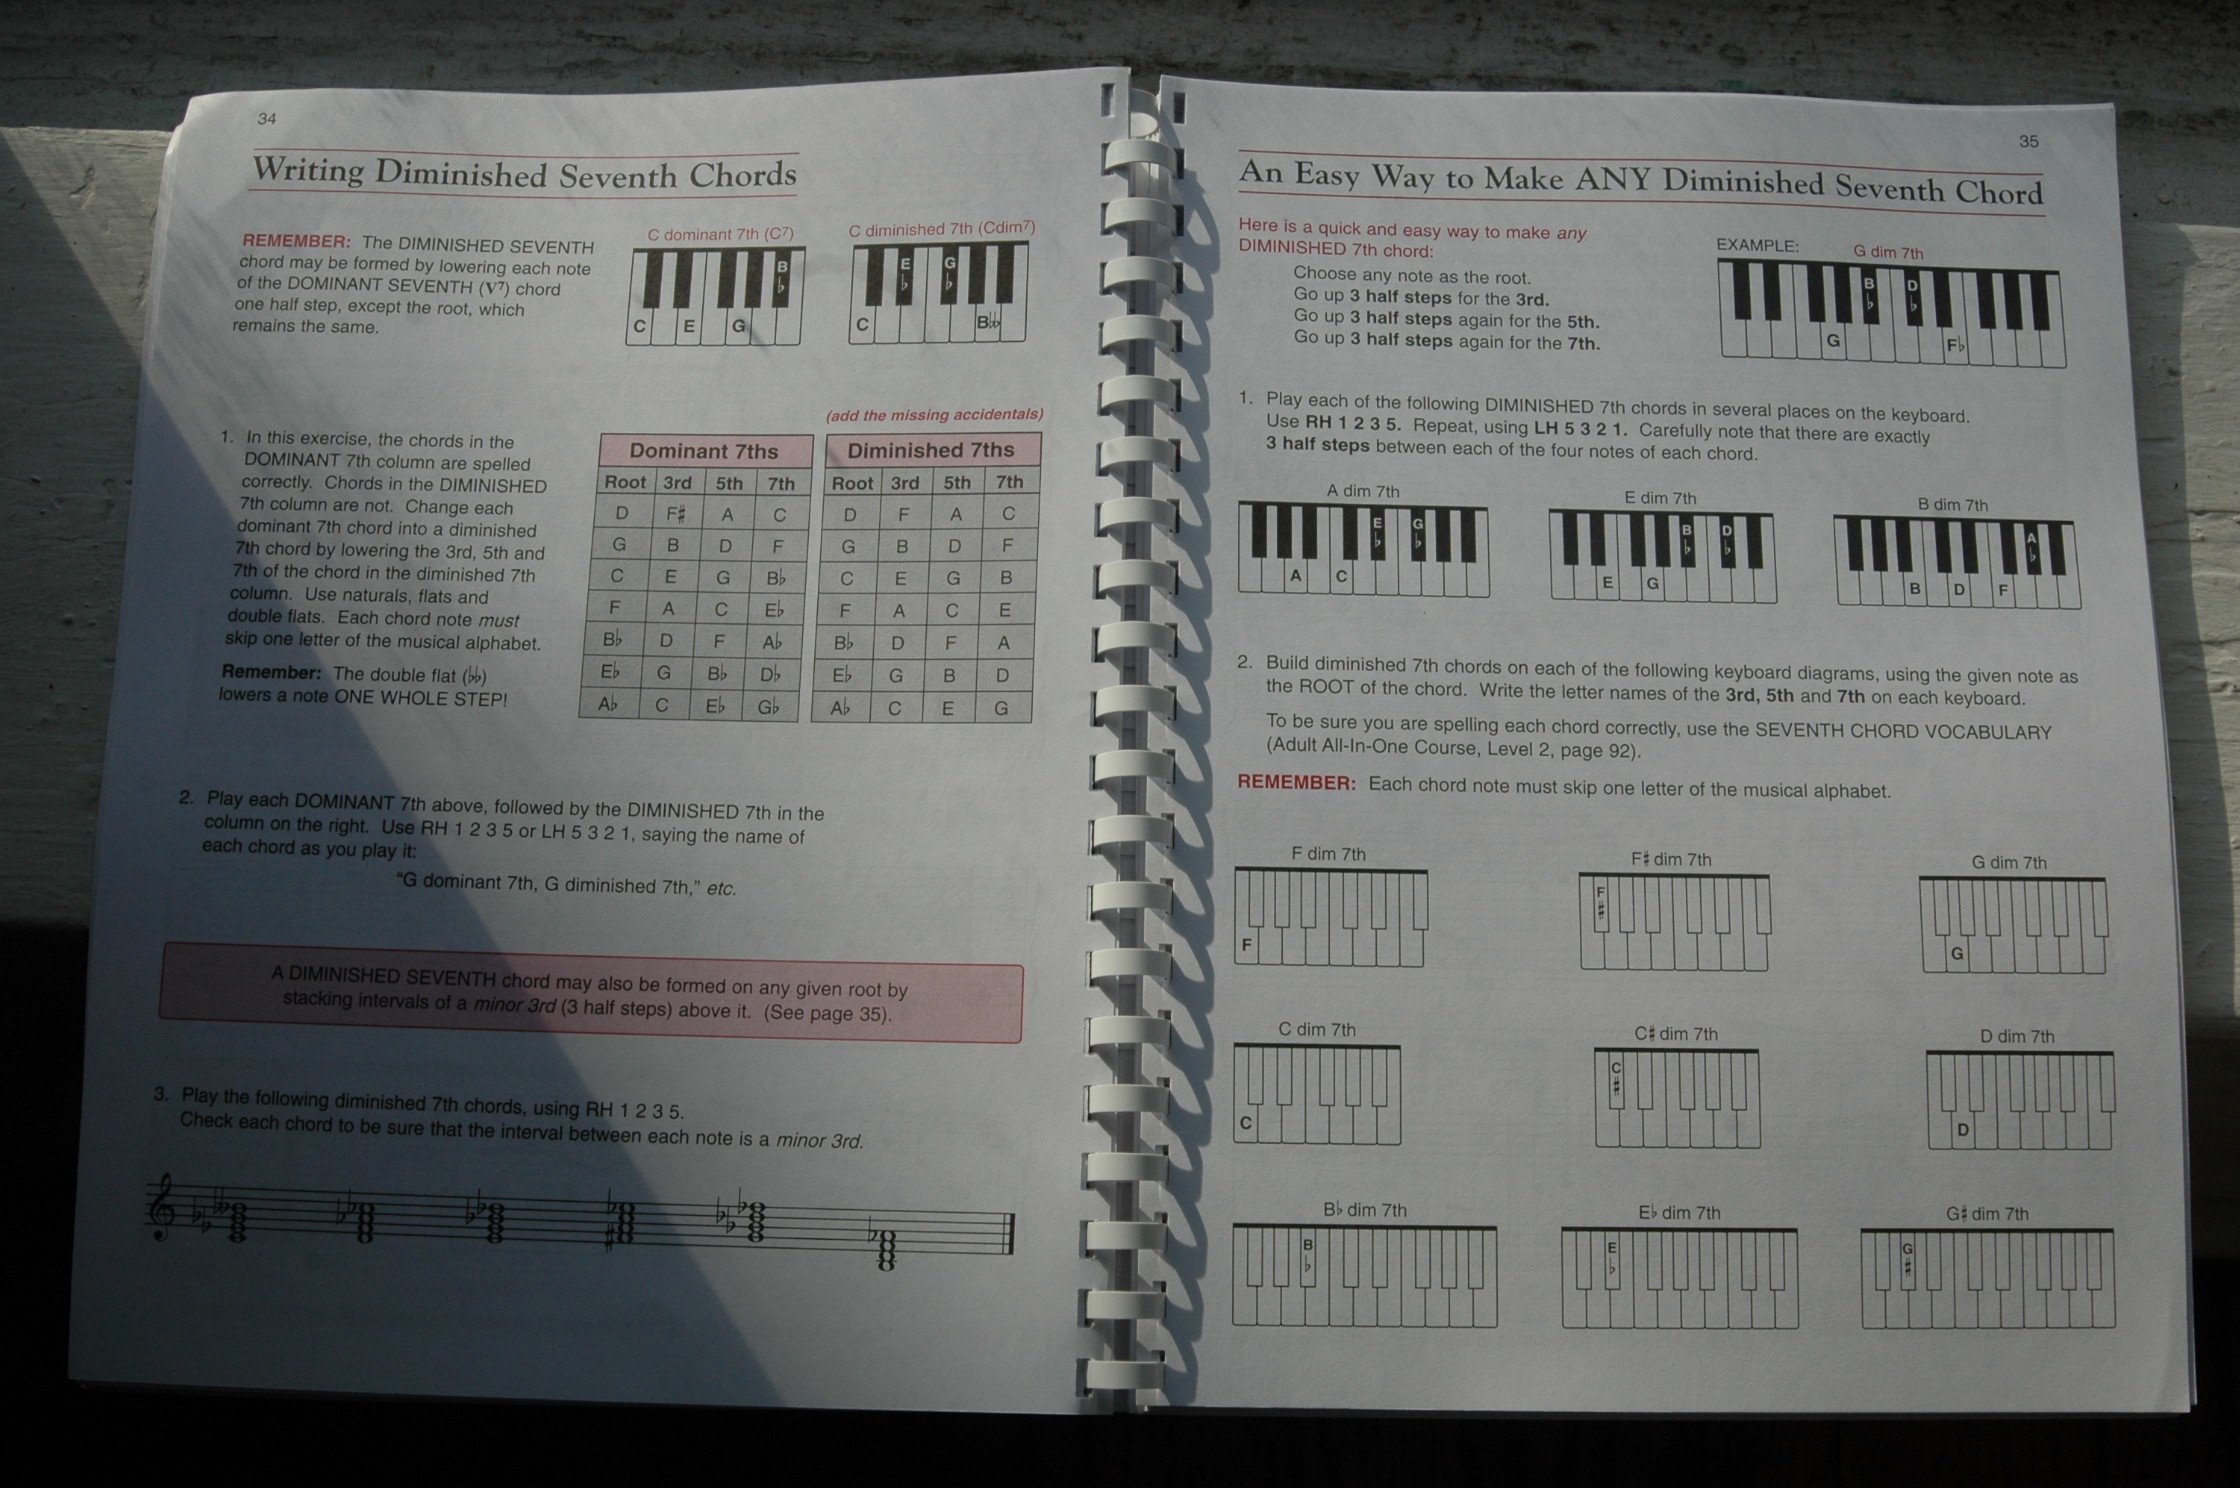 34
Writing Diminished Seventh Chords
REMEMBER: The DIMINISHED SEVENTH
chord may be formed by lowering each note
of the DOMINANT SEVENTH (V7) chord
one half step, except the root, which
remains the same.
C dominant 7th (C7)
B♭
C E G
C diminished 7th (Cdim7)
E♭ G♭
C B𝄫
1. In this exercise, the chords in the
DOMINANT 7th column are spelled
correctly. Chords in the DIMINISHED
7th column are not. Change each
dominant 7th chord into a diminished
7th chord by lowering the 3rd, 5th and
7th of the chord in the diminished 7th
column. Use naturals, flats and
double flats. Each chord note must
skip one letter of the musical alphabet.
Remember: The double flat (𝄫)
lowers a note ONE WHOLE STEP!
(add the missing accidentals)
Dominant 7ths Diminished 7ths
Root 3rd 5th 7th Root 3rd 5th 7th
D F♯ A C D F A C
G B D F G B D F
C E G B♭ C E G B
F A C E♭ F A C E
B♭ D F A♭ B♭ D F A
E♭ G B♭ D♭ E♭ G B D
A♭ C E♭ G♭ A♭ C E G
2. Play each DOMINANT 7th above, followed by the DIMINISHED 7th in the
column on the right. Use RH 1 2 3 5 or LH 5 3 2 1, saying the name of
each chord as you play it:
“G dominant 7th, G diminished 7th,” etc.
A DIMINISHED SEVENTH chord may also be formed on any given root by
stacking intervals of a minor 3rd (3 half steps) above it. (See page 35).
3. Play the following diminished 7th chords, using RH 1 2 3 5.
Check each chord to be sure that the interval between each note is a minor 3rd.
35
An Easy Way to Make ANY Diminished Seventh Chord
Here is a quick and easy way to make any
DIMINISHED 7th chord:
Choose any note as the root.
Go up 3 half steps for the 3rd.
Go up 3 half steps again for the 5th.
Go up 3 half steps again for the 7th.
EXAMPLE: G dim 7th
B♭ D♭
G F♭
1. Play each of the following DIMINISHED 7th chords in several places on the keyboard.
Use RH 1 2 3 5. Repeat, using LH 5 3 2 1. Carefully note that there are exactly
3 half steps between each of the four notes of each chord.
A dim 7th
E♭ G♭
A C
E dim 7th
B♭ D♭
E G
B dim 7th
A♭
B D F
2. Build diminished 7th chords on each of the following keyboard diagrams, using the given note as
the ROOT of the chord. Write the letter names of the 3rd, 5th and 7th on each keyboard.
To be sure you are spelling each chord correctly, use the SEVENTH CHORD VOCABULARY
(Adult All-In-One Course, Level 2, page 92).
REMEMBER: Each chord note must skip one letter of the musical alphabet.
F dim 7th
F
F♯ dim 7th
F♯
G dim 7th
G
C dim 7th
C
C♯ dim 7th
C♯
D dim 7th
D
B♭ dim 7th
B♭
E♭ dim 7th
E♭
G♯ dim 7th
G♯